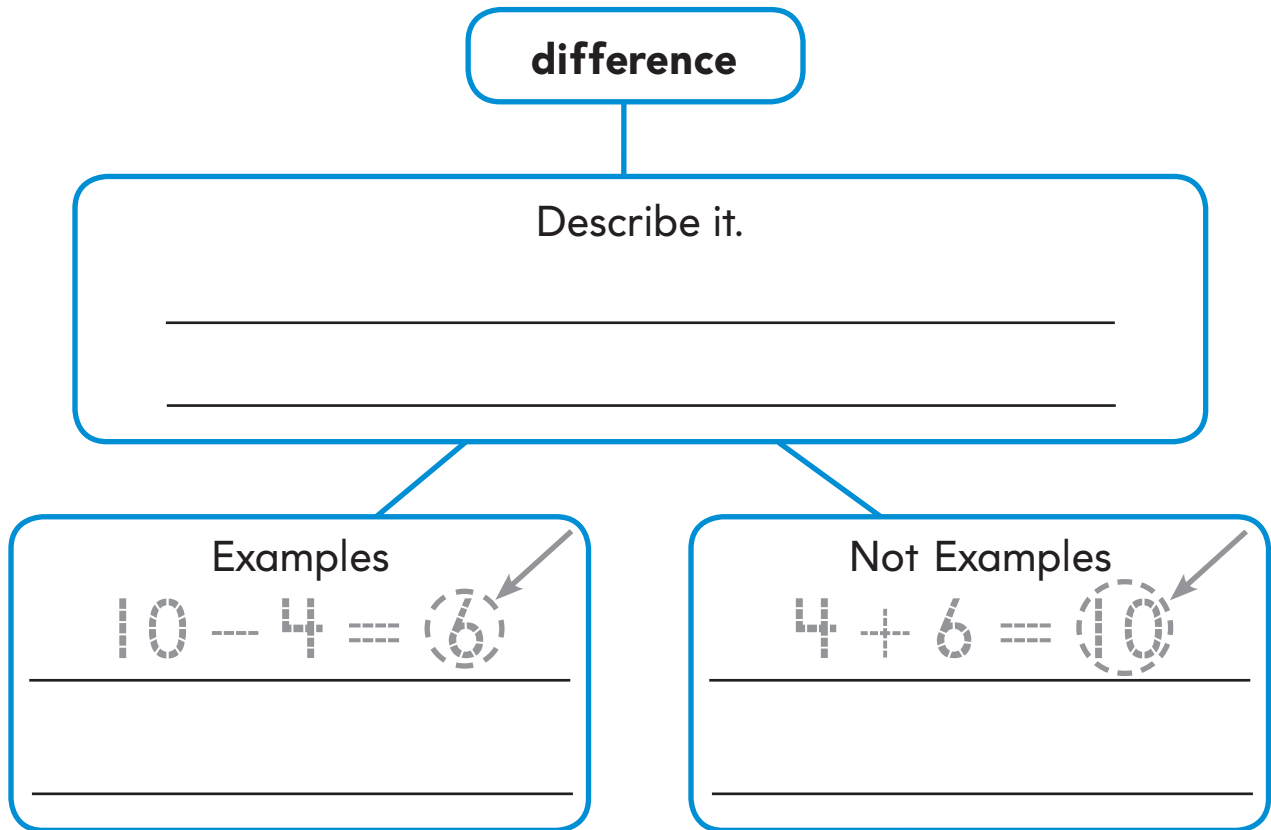 difference
Describe it.
Examples
10 - 4 = 6
Not Examples
4 + 6 = 10